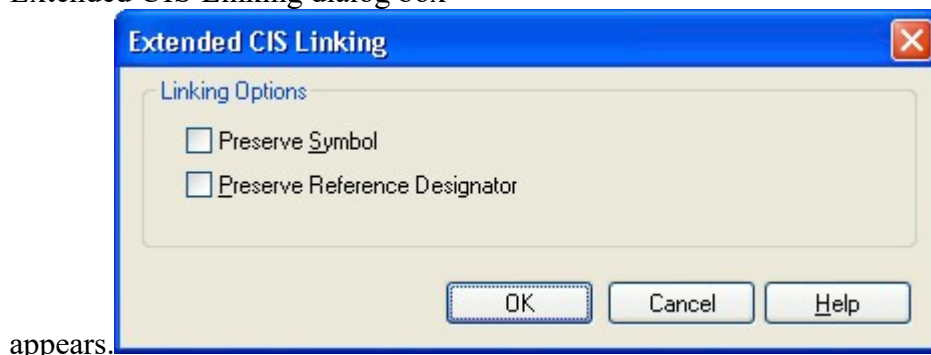 Extended CIS Linking dialog box
Extended CIS Linking
Linking Options
Preserve Symbol
Preserve Reference Designator
OK Cancel Help
appears.